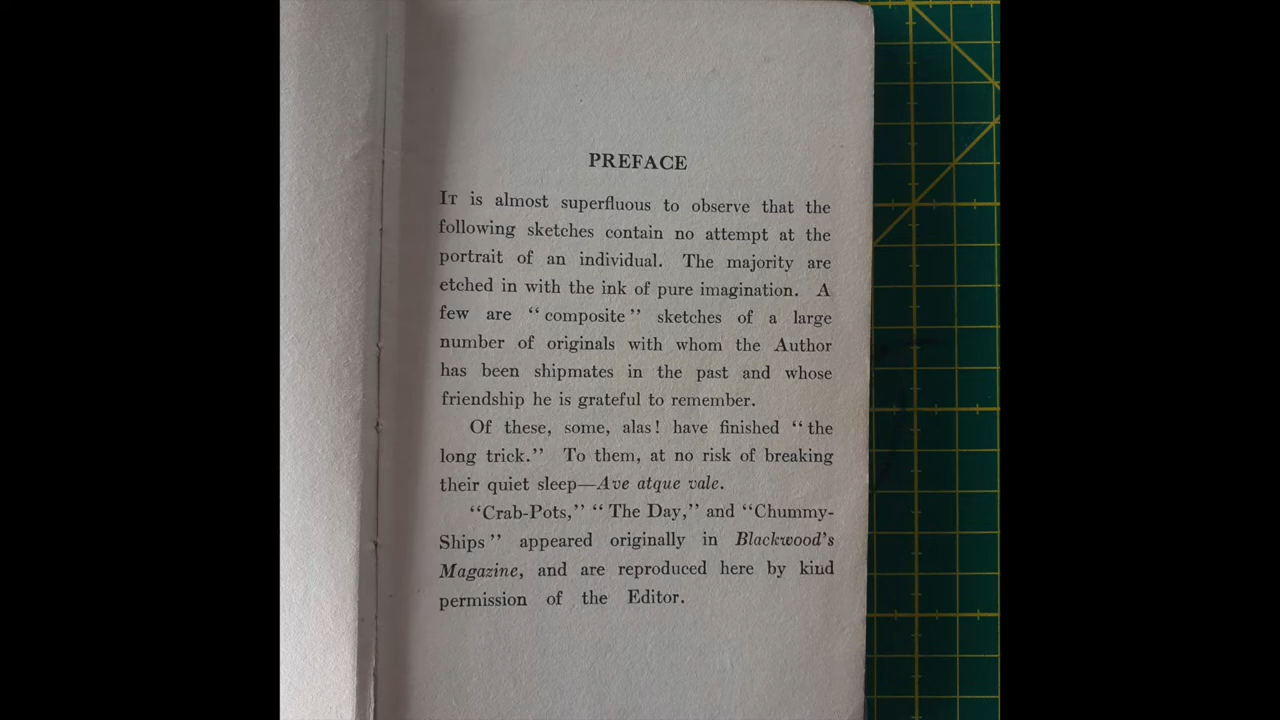 PREFACE
It is almost superfluous to observe that the
following sketches contain no attempt at the
portrait of an individual. The majority are
etched in with the ink of pure imagination. A
few are “composite” sketches of a large
number of originals with whom the Author
has been shipmates in the past and whose
friendship he is grateful to remember.
Of these, some, alas! have finished “the
long trick.” To them, at no risk of breaking
their quiet sleep—Ave atque vale.
“Crab-Pots,” “The Day,” and “Chummy-
Ships” appeared originally in Blackwood's
Magazine, and are reproduced here by kind
permission of the Editor.